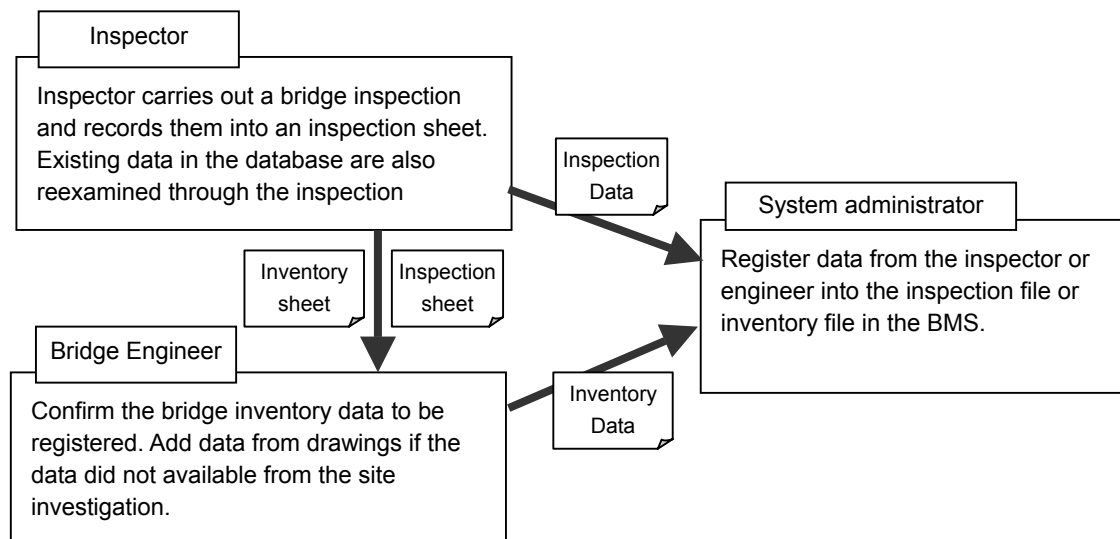 Inspector
Inspector carries out a bridge inspection
and records them into an inspection sheet.
Existing data in the database are also
reexamined through the inspection
Inspection
Data
System administrator
Register data from the inspector or
engineer into the inspection file or
inventory file in the BMS.
Inventory
sheet
Inspection
sheet
Bridge Engineer
Confirm the bridge inventory data to be
registered. Add data from drawings if the
data did not available from the site
investigation.
Inventory
Data